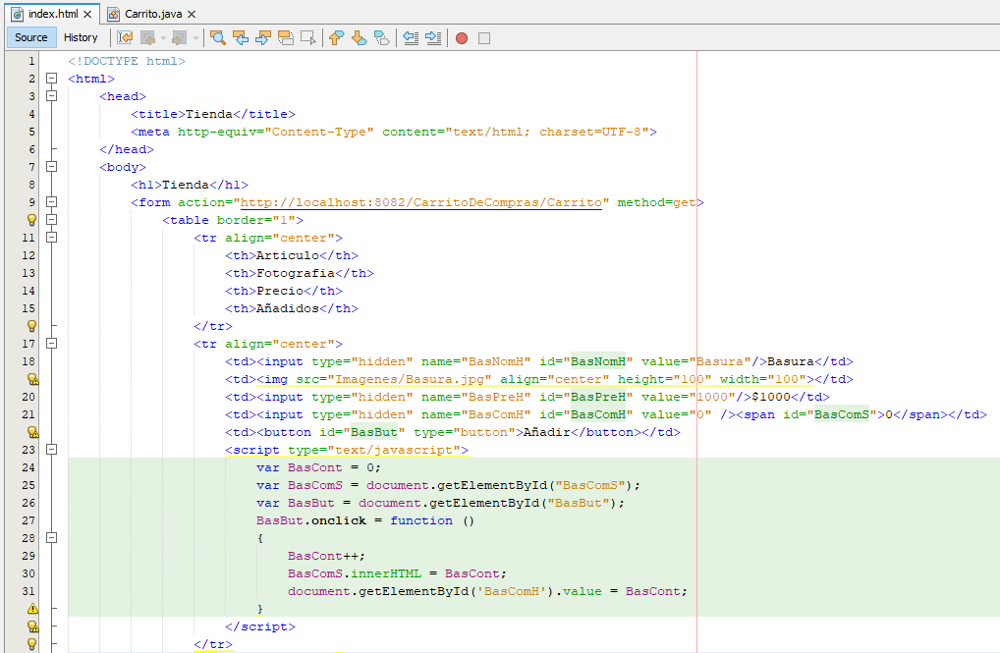 index.html Carrito.java
Source History
1 <!DOCTYPE html>
2 <html>
3 <head>
4 <title>Tienda</title>
5 <meta http-equiv="Content-Type" content="text/html; charset=UTF-8">
6 </head>
7 <body>
8 <h1>Tienda</h1>
9 <form action="http://localhost:8082/CarritoDeCompras/Carrito" method=get>
<table border="1">
11 <tr align="center">
12 <th>Articulo</th>
13 <th>Fotografia</th>
14 <th>Precio</th>
15 <th>Añadidos</th>
</tr>
17 <tr align="center">
18 <td><input type="hidden" name="BasNomH" id="BasNomH" value="Basura"/>Basura</td>
<td><img src="Imagenes/Basura.jpg" align="center" height="100" width="100"></td>
20 <td><input type="hidden" name="BasPreH" id="BasPreH" value="1000"/>$1000</td>
21 <td><input type="hidden" name="BasComH" id="BasComH" value="0" /><span id="BasComS">0</span></td>
<td><button id="BasBut" type="button">Añadir</button></td>
23 <script type="text/javascript">
24 var BasCont = 0;
25 var BasComS = document.getElementById("BasComS");
26 var BasBut = document.getElementById("BasBut");
27 BasBut.onclick = function ()
28 {
29 BasCont++;
30 BasComS.innerHTML = BasCont;
31 document.getElementById('BasComH').value = BasCont;
}
</script>
</tr>